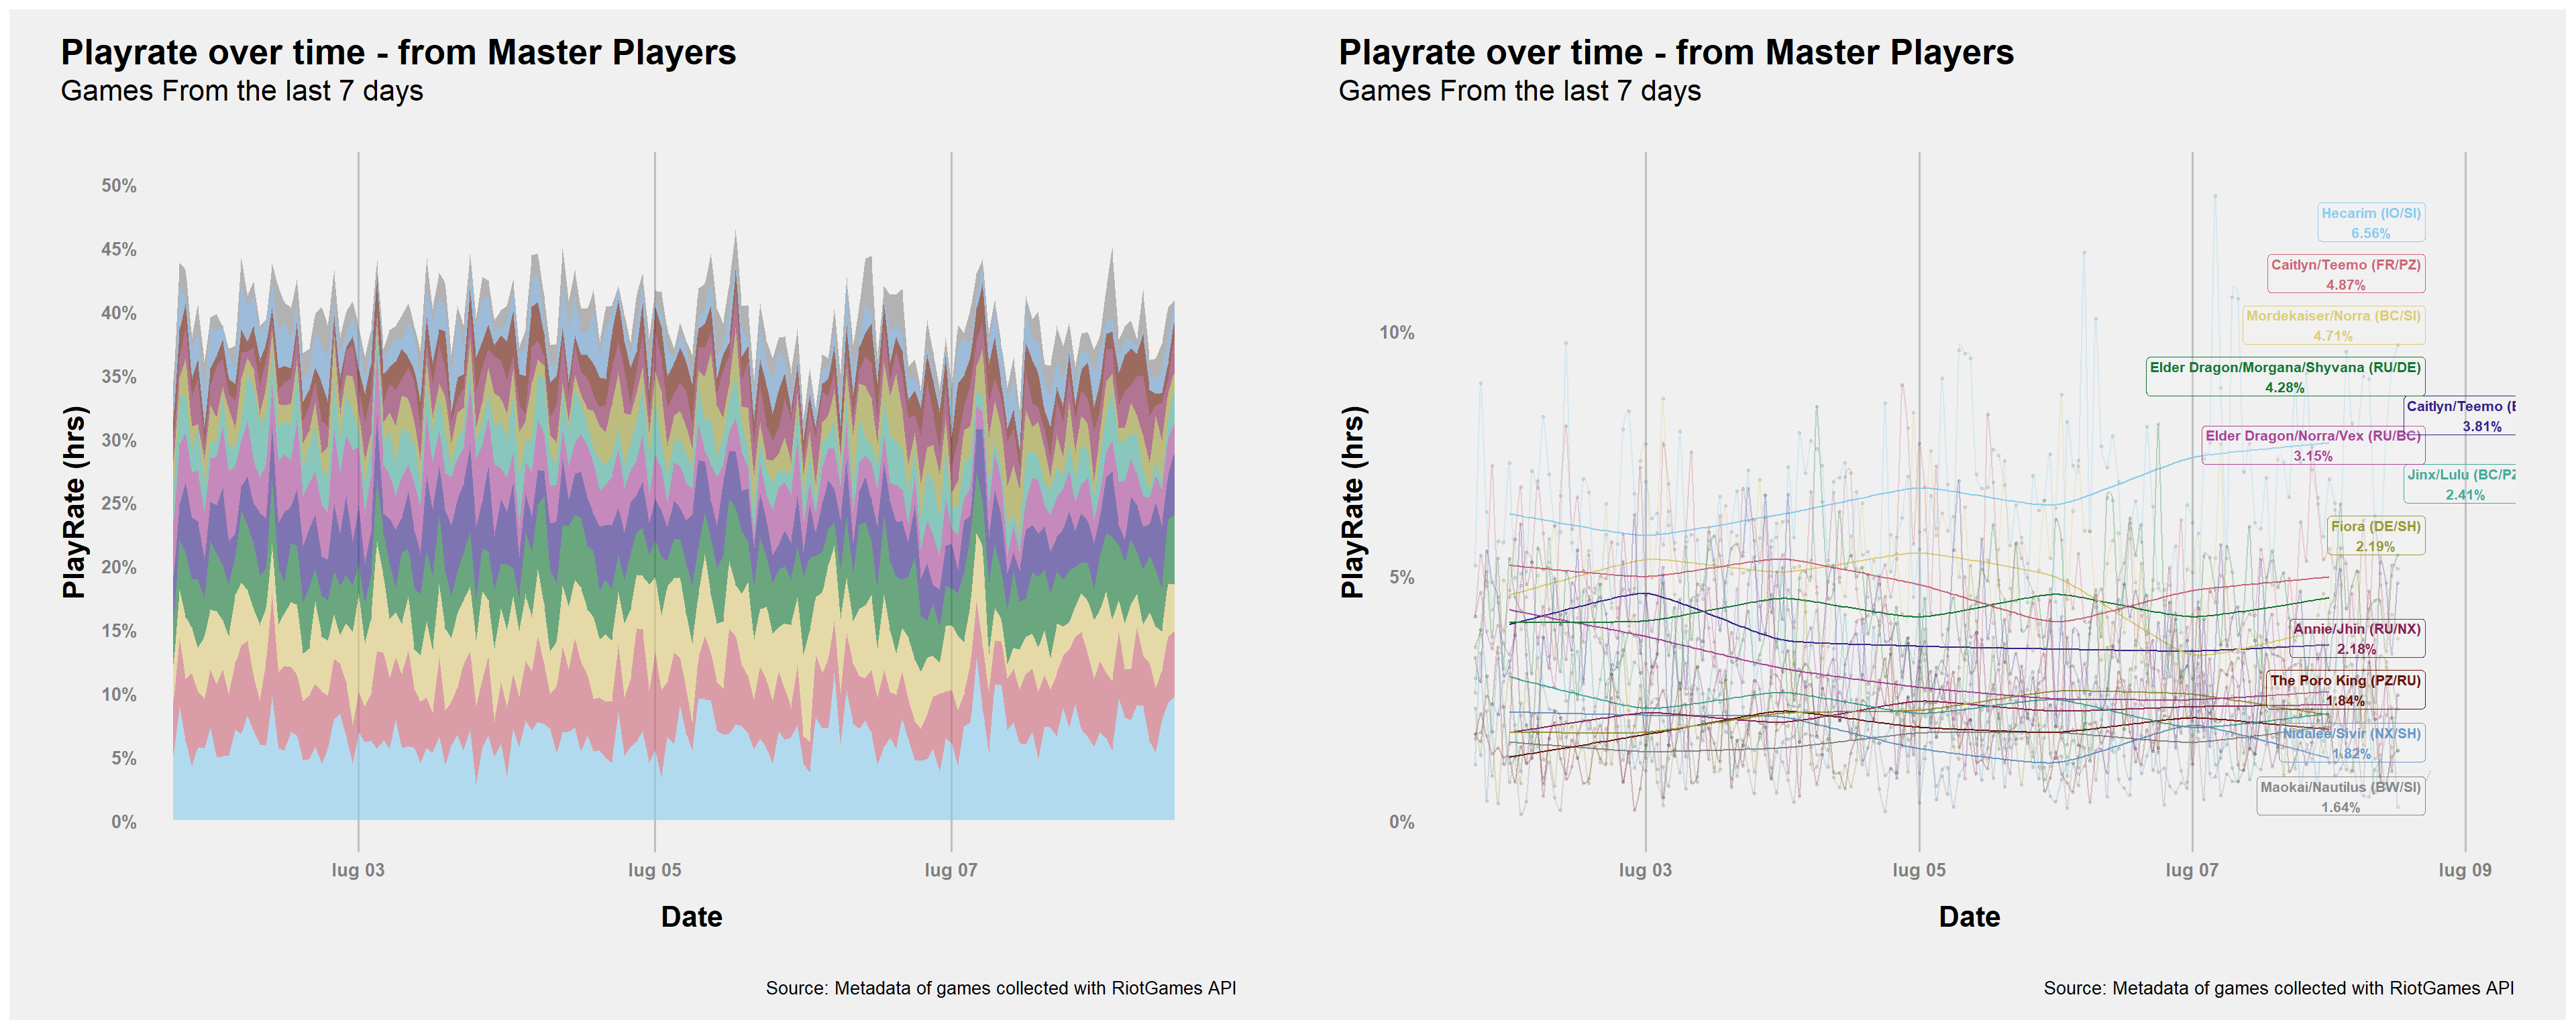 Playrate over time - from Master Players
Games From the last 7 days
50%
45%
40%
35%
30%
25%
20%
15%
10%
5%
0%
PlayRate (hrs)
lug 03
lug 05
lug 07
Date
Source: Metadata of games collected with RiotGames API
Playrate over time - from Master Players
Games From the last 7 days
10%
5%
0%
PlayRate (hrs)
Hecarim (IO/SI)
6.56%
Caitlyn/Teemo (FR/PZ)
4.87%
Mordekaiser/Norra (BC/SI)
4.71%
Elder Dragon/Morgana/Shyvana (RU/DE)
4.28%
Caitlyn/Teemo (
3.81%
Elder Dragon/Norra/Vex (RU/BC)
3.15%
Jinx/Lulu (BC/PZ
2.41%
Fiora (DE/SH)
2.19%
Annie/Jhin (RU/NX)
2.18%
The Poro King (PZ/RU)
1.84%
Nidalee/Sivir (NX/SH)
1.82%
Maokai/Nautilus (BW/SI)
1.64%
lug 03
lug 05
lug 07
lug 09
Date
Source: Metadata of games collected with RiotGames API